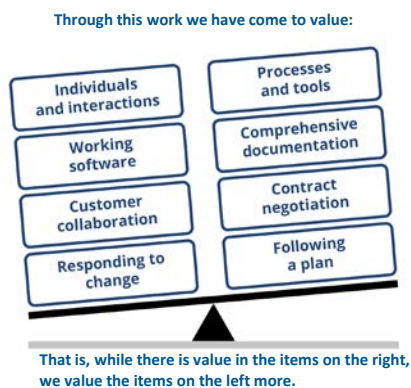 Through this work we have come to value:
Individuals
and interactions
Processes
and tools
Working
software
Comprehensive
documentation
Customer
collaboration
Contract
negotiation
Responding to
change
Following
a plan
That is, while there is value in the items on the right,
we value the items on the left more.